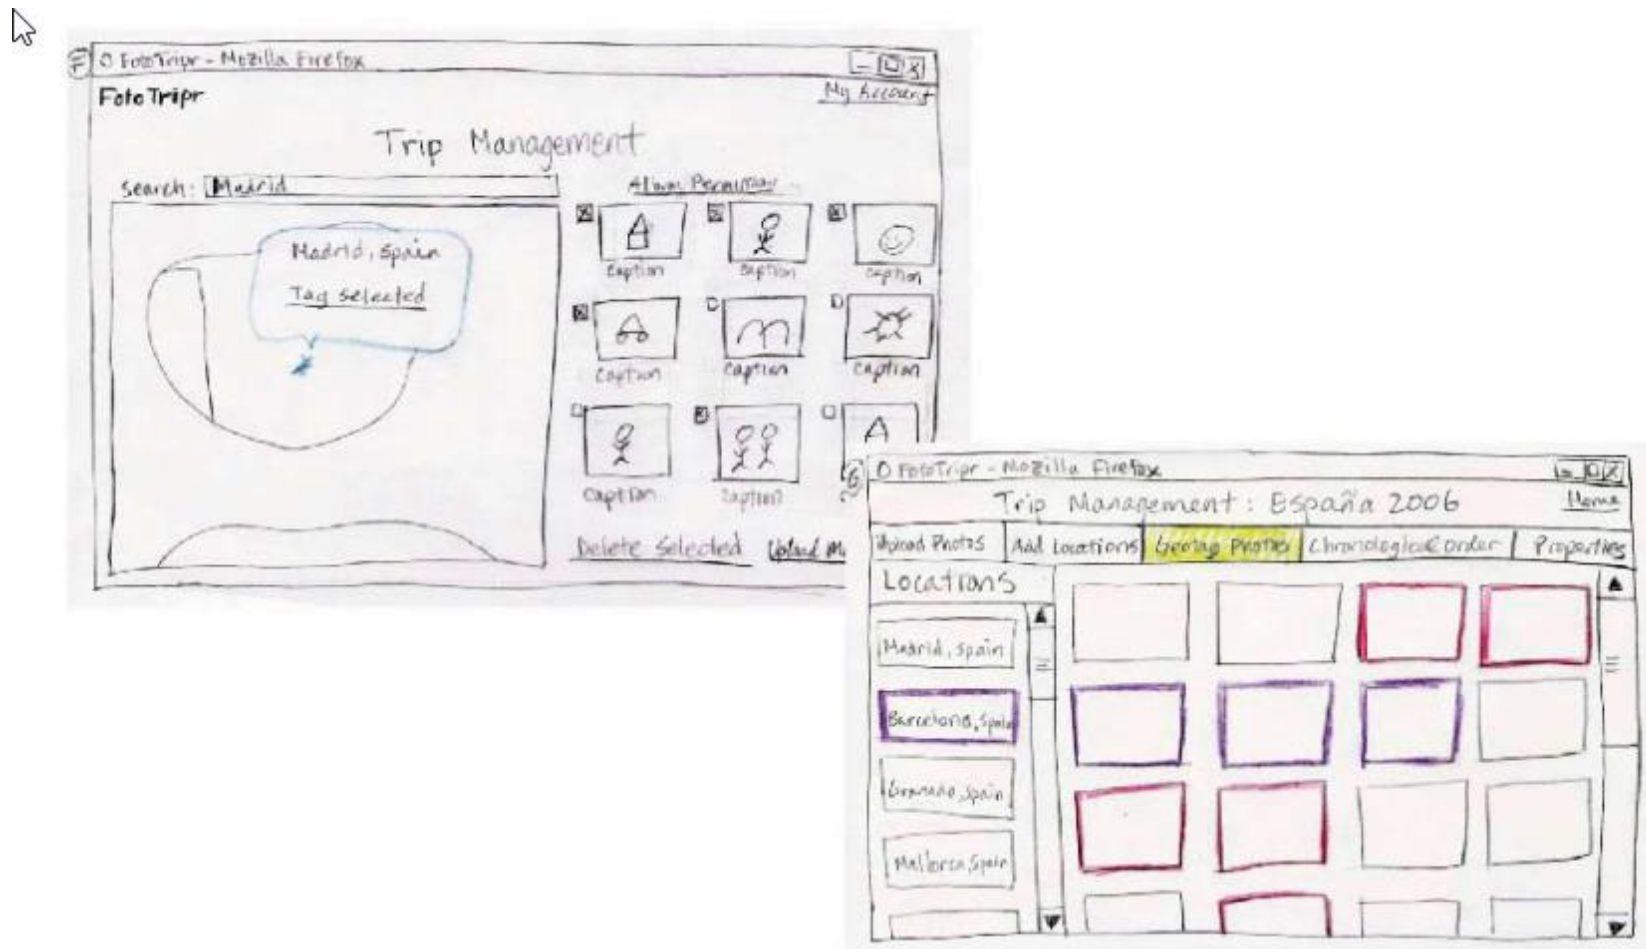 F
O FotoTripr - Mozilla Firefox
FotoTripr
My Account
Trip Management
Search: Madrid
Album Permission
Madrid, Spain
Tag selected
caption
caption
caption
caption
caption
caption
caption
caption
Delete Selected
Upload M
G
O FotoTripr - Mozilla Firefox
Trip Management: España 2006
Home
Upload Photos
Add Locations
Geotag Photos
Chronological order
Properties
Locations
Madrid, Spain
Barcelona, Spain
Granada, Spain
Mallorca, Spain